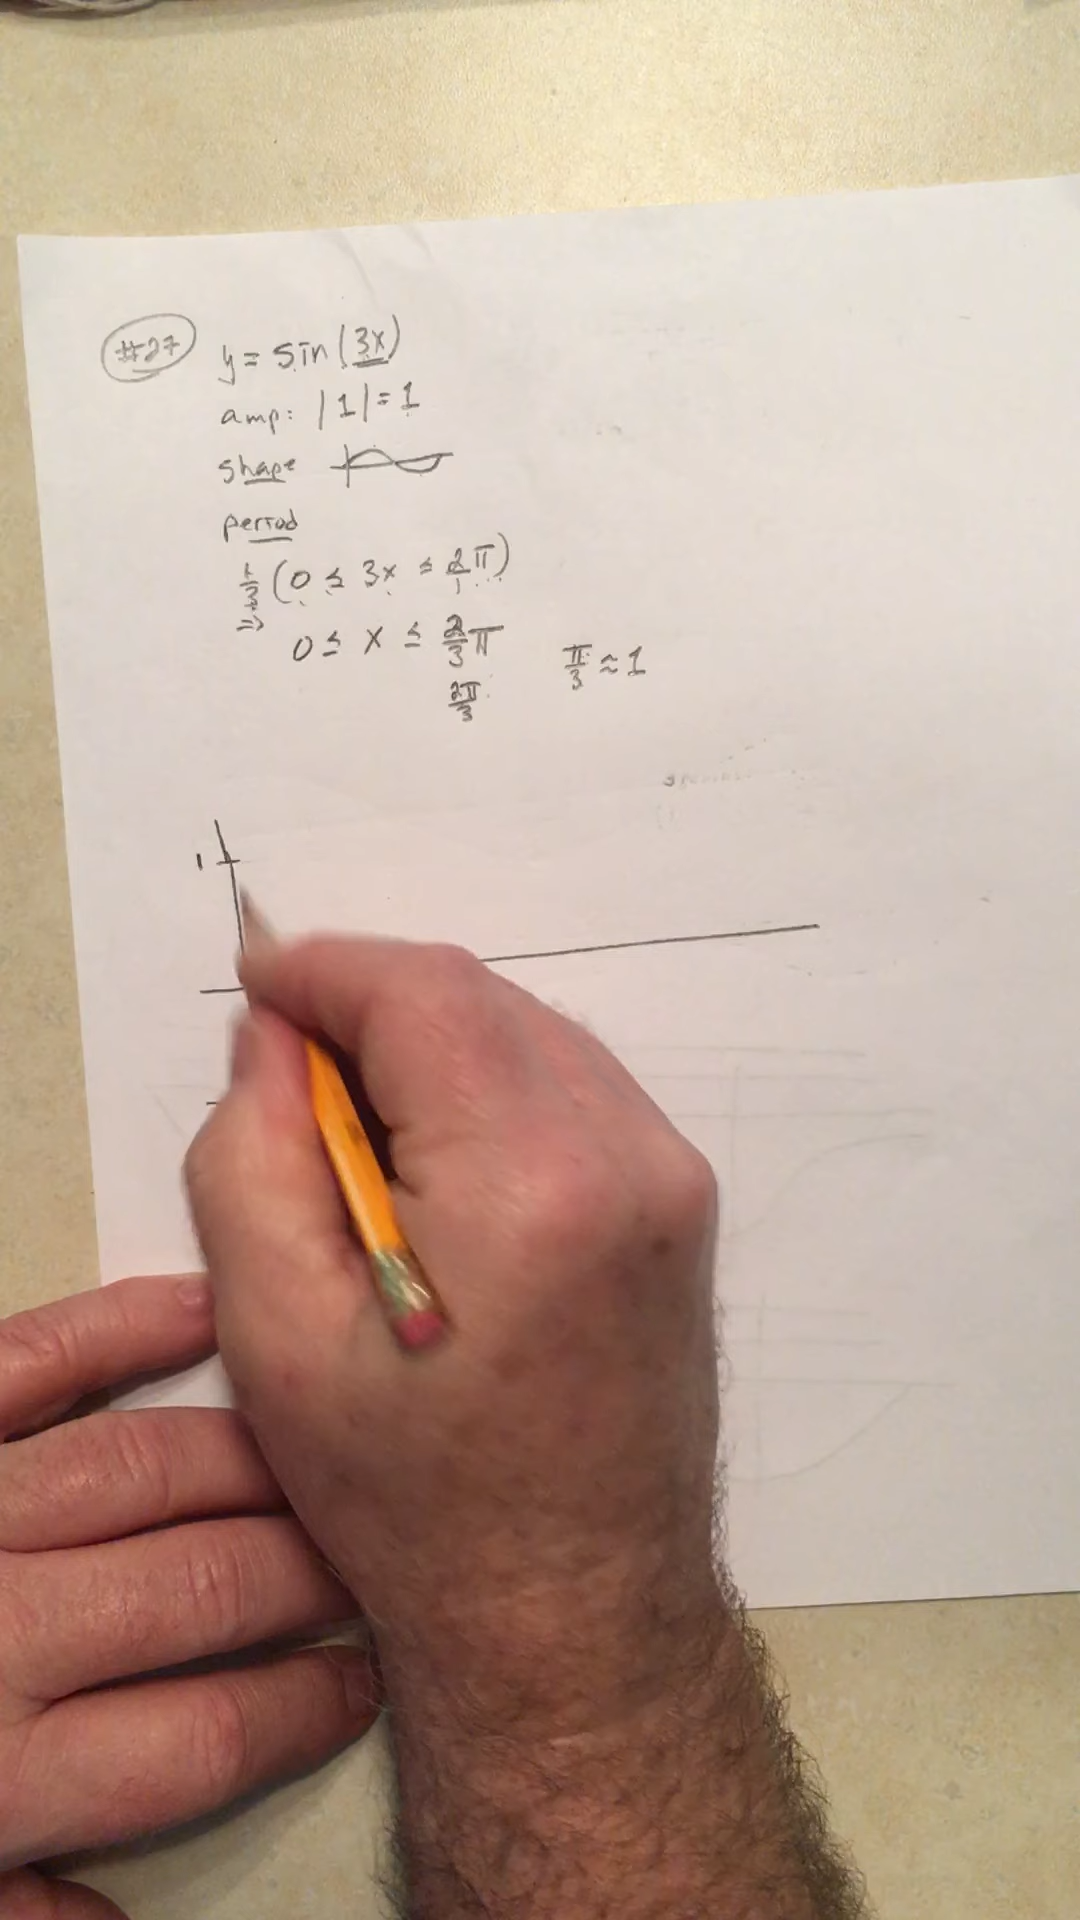 #27
y = sin(3x)
amp: |1| = 1
shape
period
1/3 (0 ≤ 3x ≤ 2π/1)
⇒ 0 ≤ x ≤ 2/3 π
π/3 ≈ 1
2π/3
1